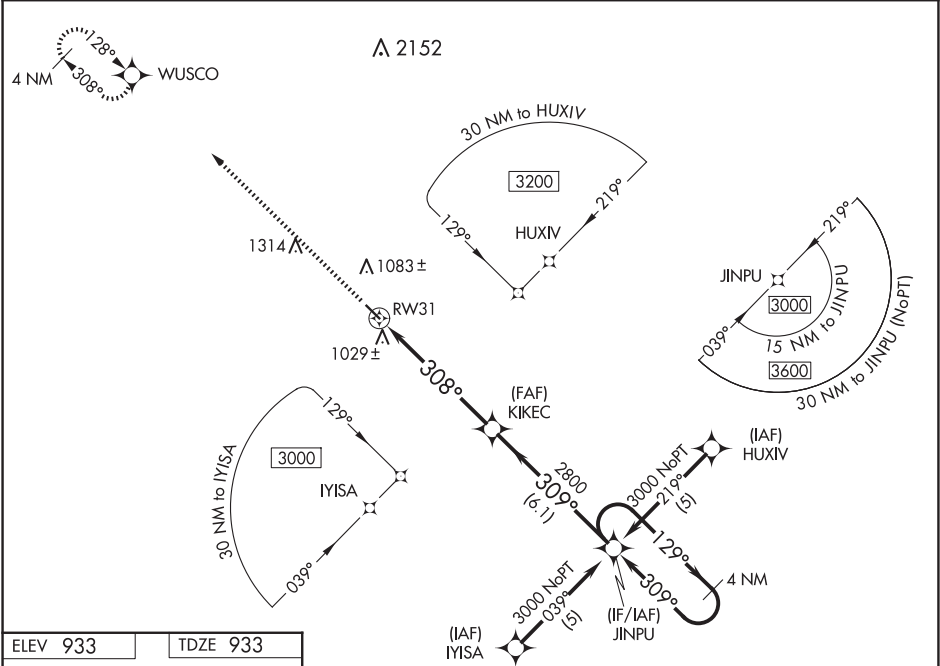 128°
4 NM
308°
WUSCO
2152
30 NM to HUXIV
3200
129°
219°
HUXIV
1314
1083 ±
RW31
1029 ±
308°
219°
JINPU
3000
039°
15 NM to JINPU
3600
30 NM to JINPU (NoPT)
(FAF)
KIKEC
129°
3000
IYISA
30 NM to IYISA
039°
2800
309°
(6.1)
(IAF)
HUXIV
3000 NoPT
219°
(5)
129°
309°
4 NM
3000 NoPT
039°
(5)
(IF/IAF)
JINPU
(IAF)
IYISA
ELEV 933
TDZE 933